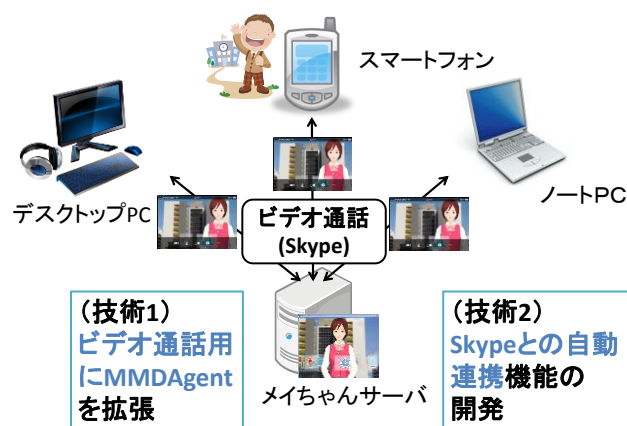 スマートフォン
デスクトップPC
ノートPC
ビデオ通話
(Skype)
(技術1)
ビデオ通話用
にMMDAgent
を拡張
メイちゃんサーバ
(技術2)
Skypeとの自動
連携機能の
開発